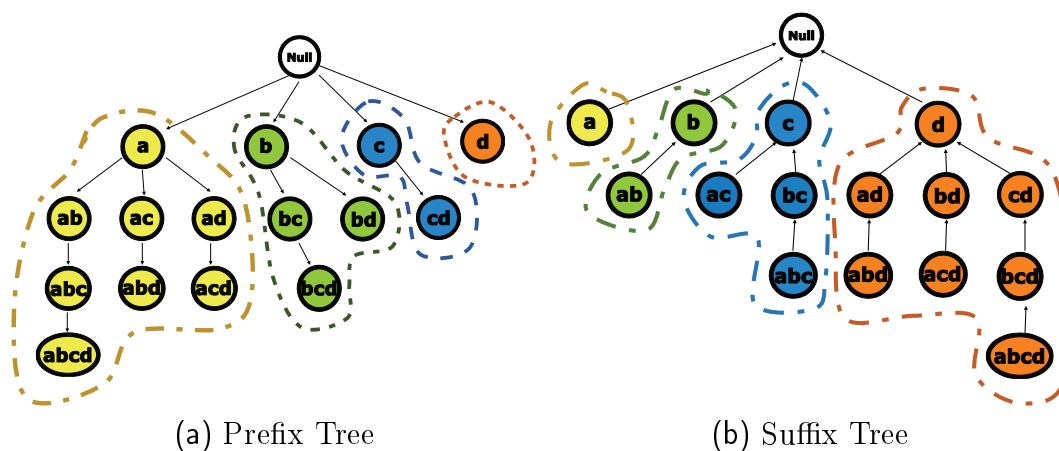 Null
a
b
c
d
ab
ac
ad
bc
bd
cd
abc
abd
acd
bcd
abcd
(a) Prefix Tree
Null
a
b
c
d
ab
ac
bc
ad
bd
cd
abc
abd
acd
bcd
abcd
(b) Suffix Tree